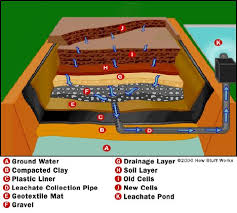 J
K
I
H
G
F
E
C
B
D
A
©2000 How Stuff Works
A Ground Water
B Compacted Clay
C Plastic Liner
D Leachate Collection Pipe
E Geotextile Mat
F Gravel
G Drainage Layer
H Soil Layer
I Old Cells
J New Cells
K Leachate Pond